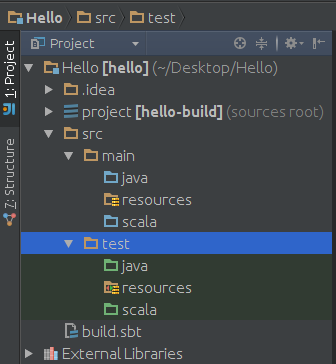 Hello src test
1: Project
Project
Hello [hello] (~/Desktop/Hello)
.idea
project [hello-build] (sources root)
src
main
java
resources
scala
test
java
resources
scala
build.sbt
External Libraries
Z: Structure